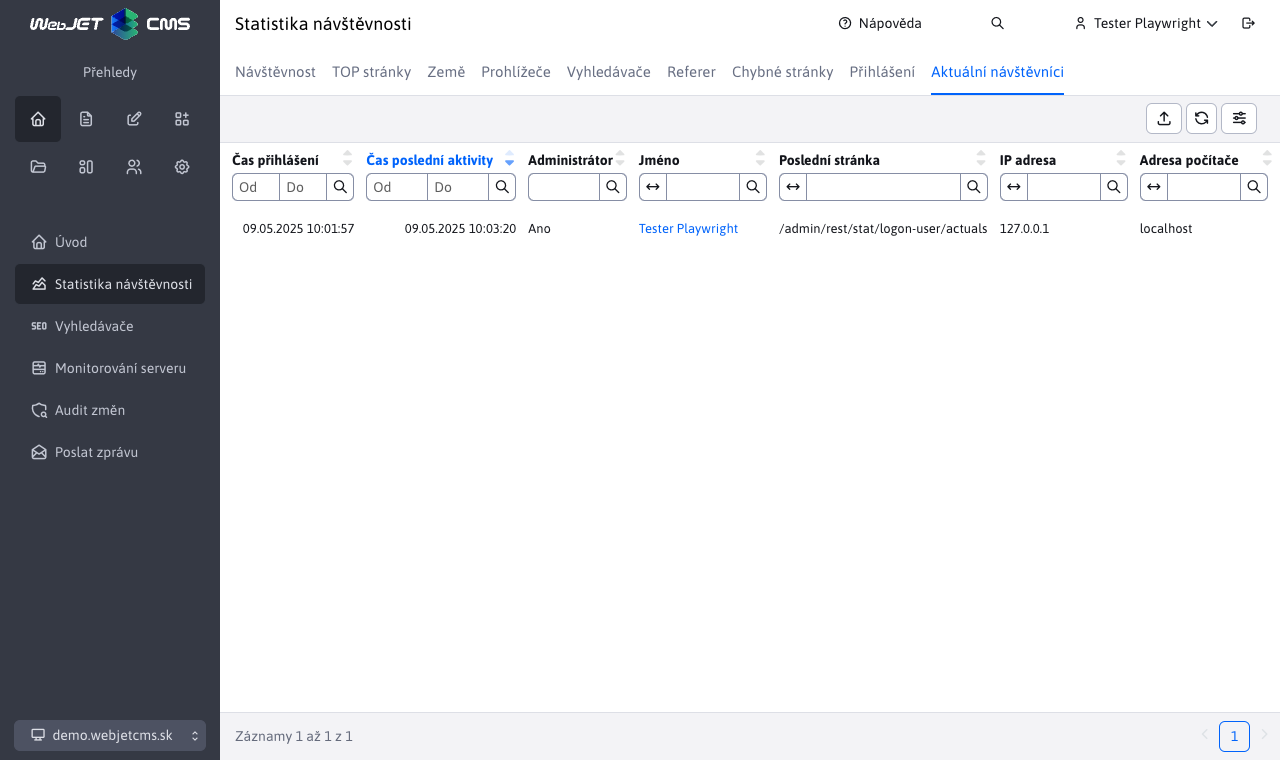 WebJET CMS
Statistika návštěvnosti
Nápověda
Tester Playwright
Přehledy
Návštěvnost TOP stránky Země Prohlížeče Vyhledávače Referer Chybné stránky Přihlášení Aktuální návštěvníci
Čas přihlášení Čas poslední aktivity Administrátor Jméno Poslední stránka IP adresa Adresa počítače
Od Do Od Do
09.05.2025 10:01:57 09.05.2025 10:03:20 Ano Tester Playwright /admin/rest/stat/logon-user/actuals 127.0.0.1 localhost
Úvod
Statistika návštěvnosti
SEO Vyhledávače
Monitorování serveru
Audit změn
Poslat zprávu
demo.webjetcms.sk
Záznamy 1 až 1 z 1
1